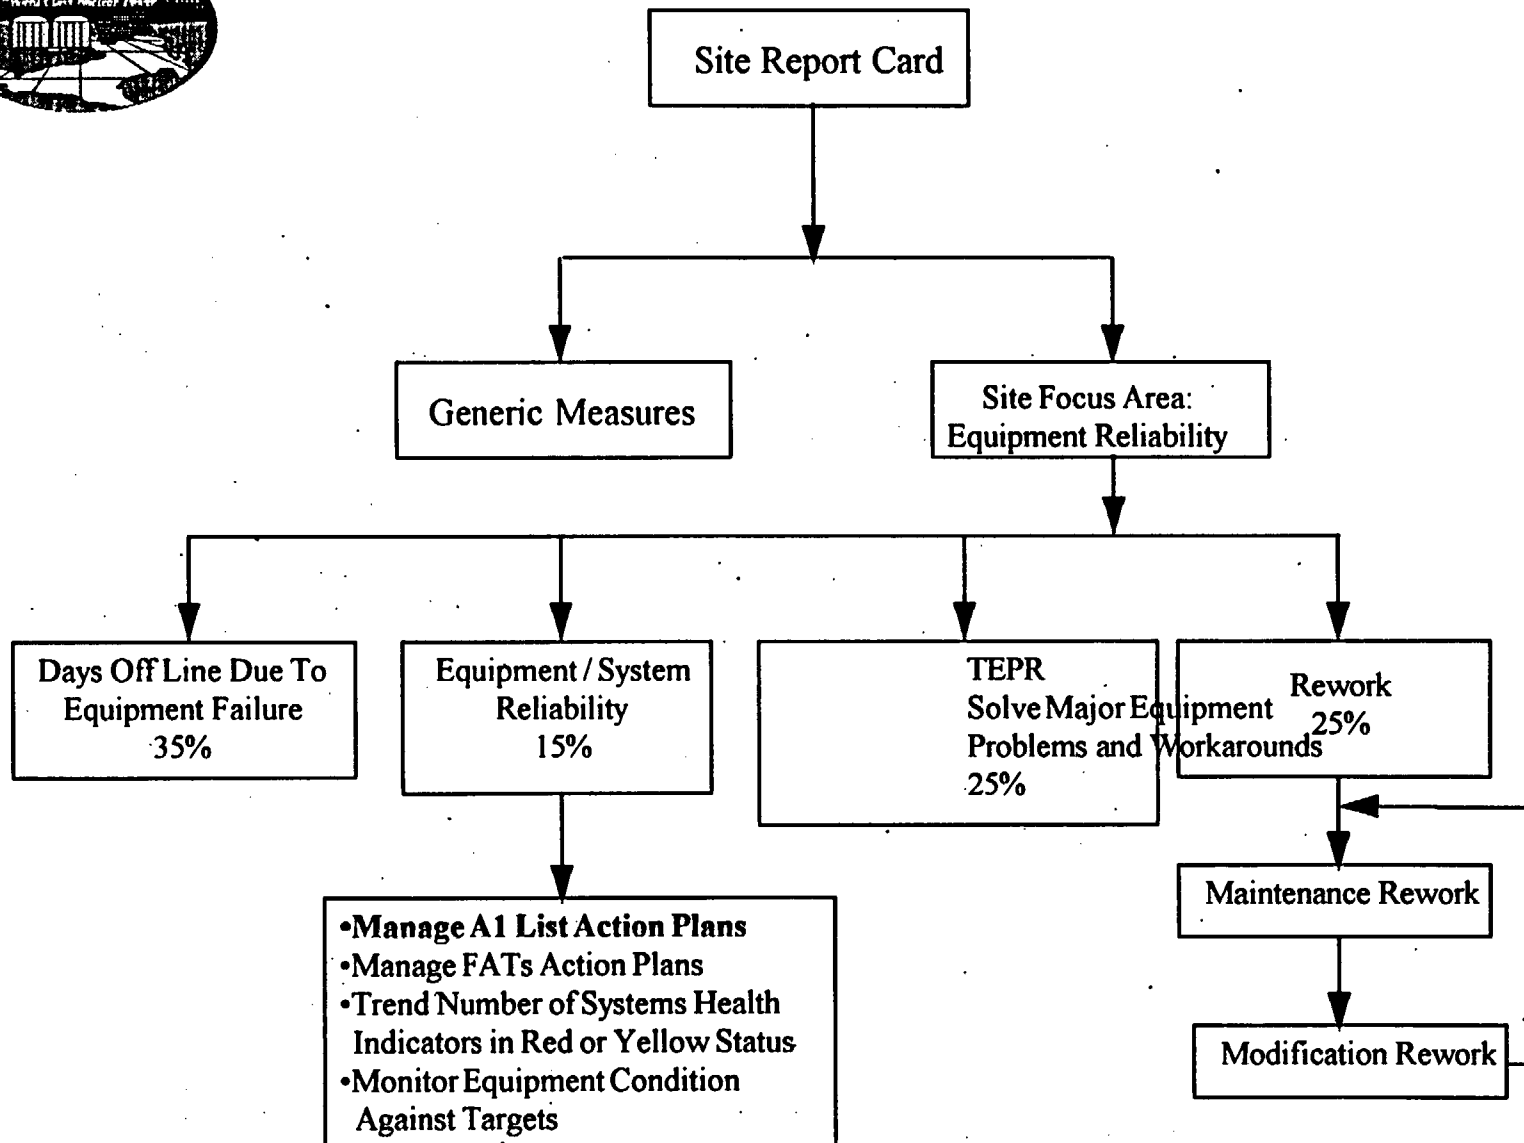 Site Report Card
Generic Measures
Site Focus Area:
Equipment Reliability
Days Off Line Due To
Equipment Failure
35%
Equipment / System
Reliability
15%
TEPR
Solve Major Equipment
Problems and Workarounds
25%
Rework
25%
Maintenance Rework
Modification Rework
•Manage A1 List Action Plans
•Manage FATs Action Plans
•Trend Number of Systems Health
Indicators in Red or Yellow Status
•Monitor Equipment Condition
Against Targets